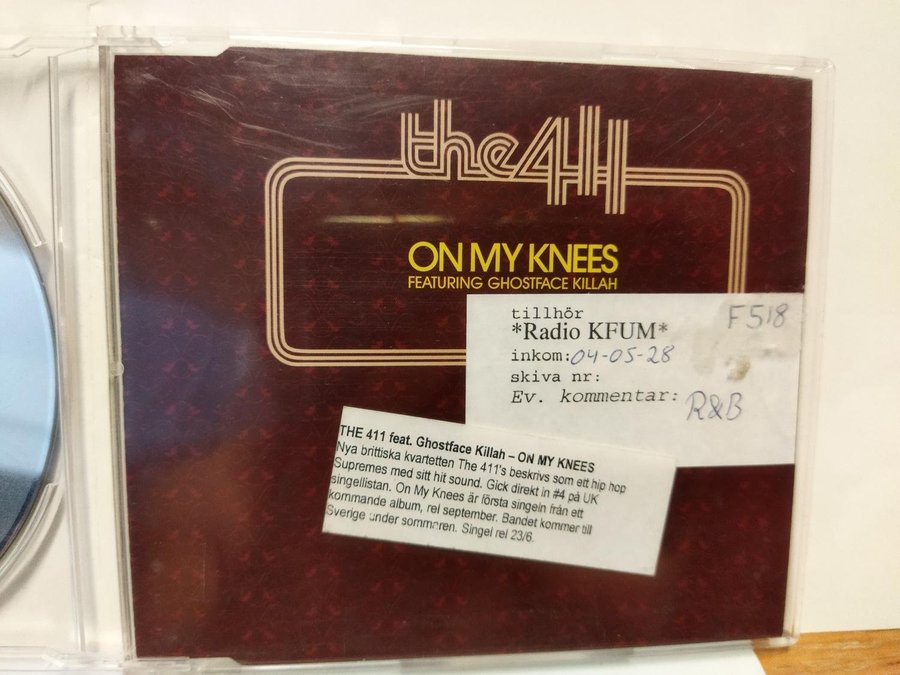 the 411
ON MY KNEES
FEATURING GHOSTFACE KILLAH
tillhör
*Radio KFUM*
F518
inkom: 04-05-28
skiva nr:
Ev. kommentar: R&B
THE 411 feat. Ghostface Killah – ON MY KNEES
Nya brittiska kvartetten The 411's beskrivs som ett hip hop
Supremes med sitt hit sound. Gick direkt in #4 på UK
singellistan. On My Knees är första singeln från ett
kommande album, rel september. Bandet kommer till
Sverige under sommaren. Singel rel 23/6.